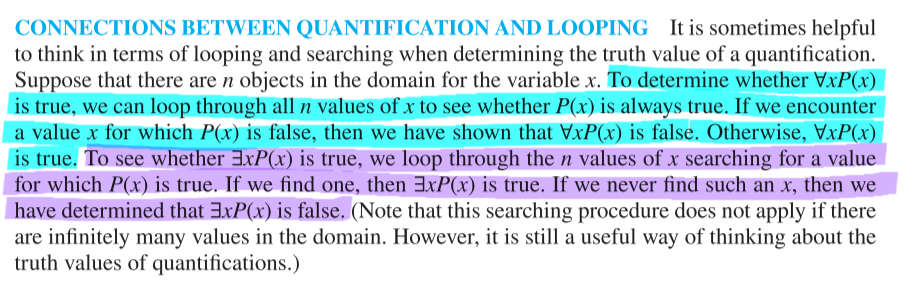 CONNECTIONS BETWEEN QUANTIFICATION AND LOOPING It is sometimes helpful
to think in terms of looping and searching when determining the truth value of a quantification.
Suppose that there are n objects in the domain for the variable x. To determine whether ∀xP(x)
is true, we can loop through all n values of x to see whether P(x) is always true. If we encounter
a value x for which P(x) is false, then we have shown that ∀xP(x) is false. Otherwise, ∀xP(x)
is true. To see whether ∃xP(x) is true, we loop through the n values of x searching for a value
for which P(x) is true. If we find one, then ∃xP(x) is true. If we never find such an x, then we
have determined that ∃xP(x) is false. (Note that this searching procedure does not apply if there
are infinitely many values in the domain. However, it is still a useful way of thinking about the
truth values of quantifications.)